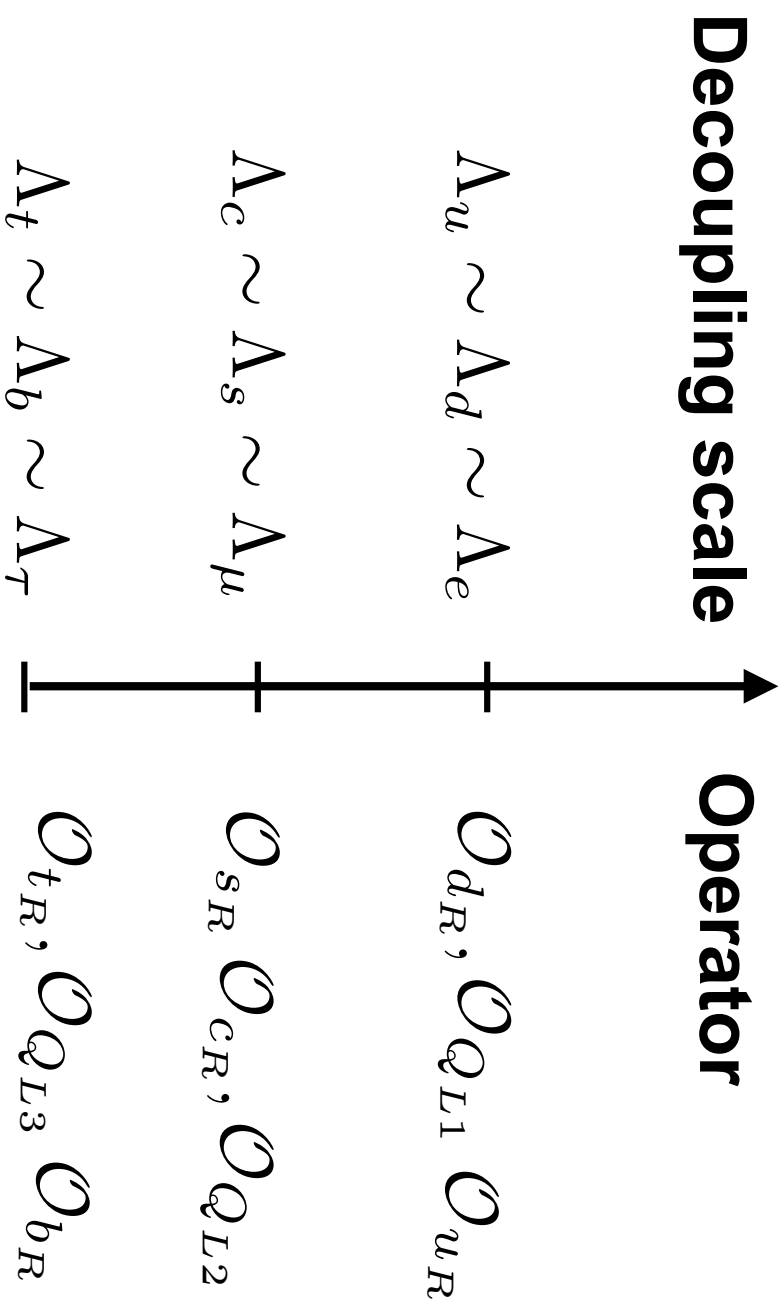 Decoupling scale Operator
Λ_u ∼ Λ_d ∼ Λ_e 𝒪_{d_R}, 𝒪_{Q_{L1}} 𝒪_{u_R}
Λ_c ∼ Λ_s ∼ Λ_μ 𝒪_{s_R} 𝒪_{c_R}, 𝒪_{Q_{L2}}
Λ_t ∼ Λ_b ∼ Λ_τ 𝒪_{t_R}, 𝒪_{Q_{L3}} 𝒪_{b_R}